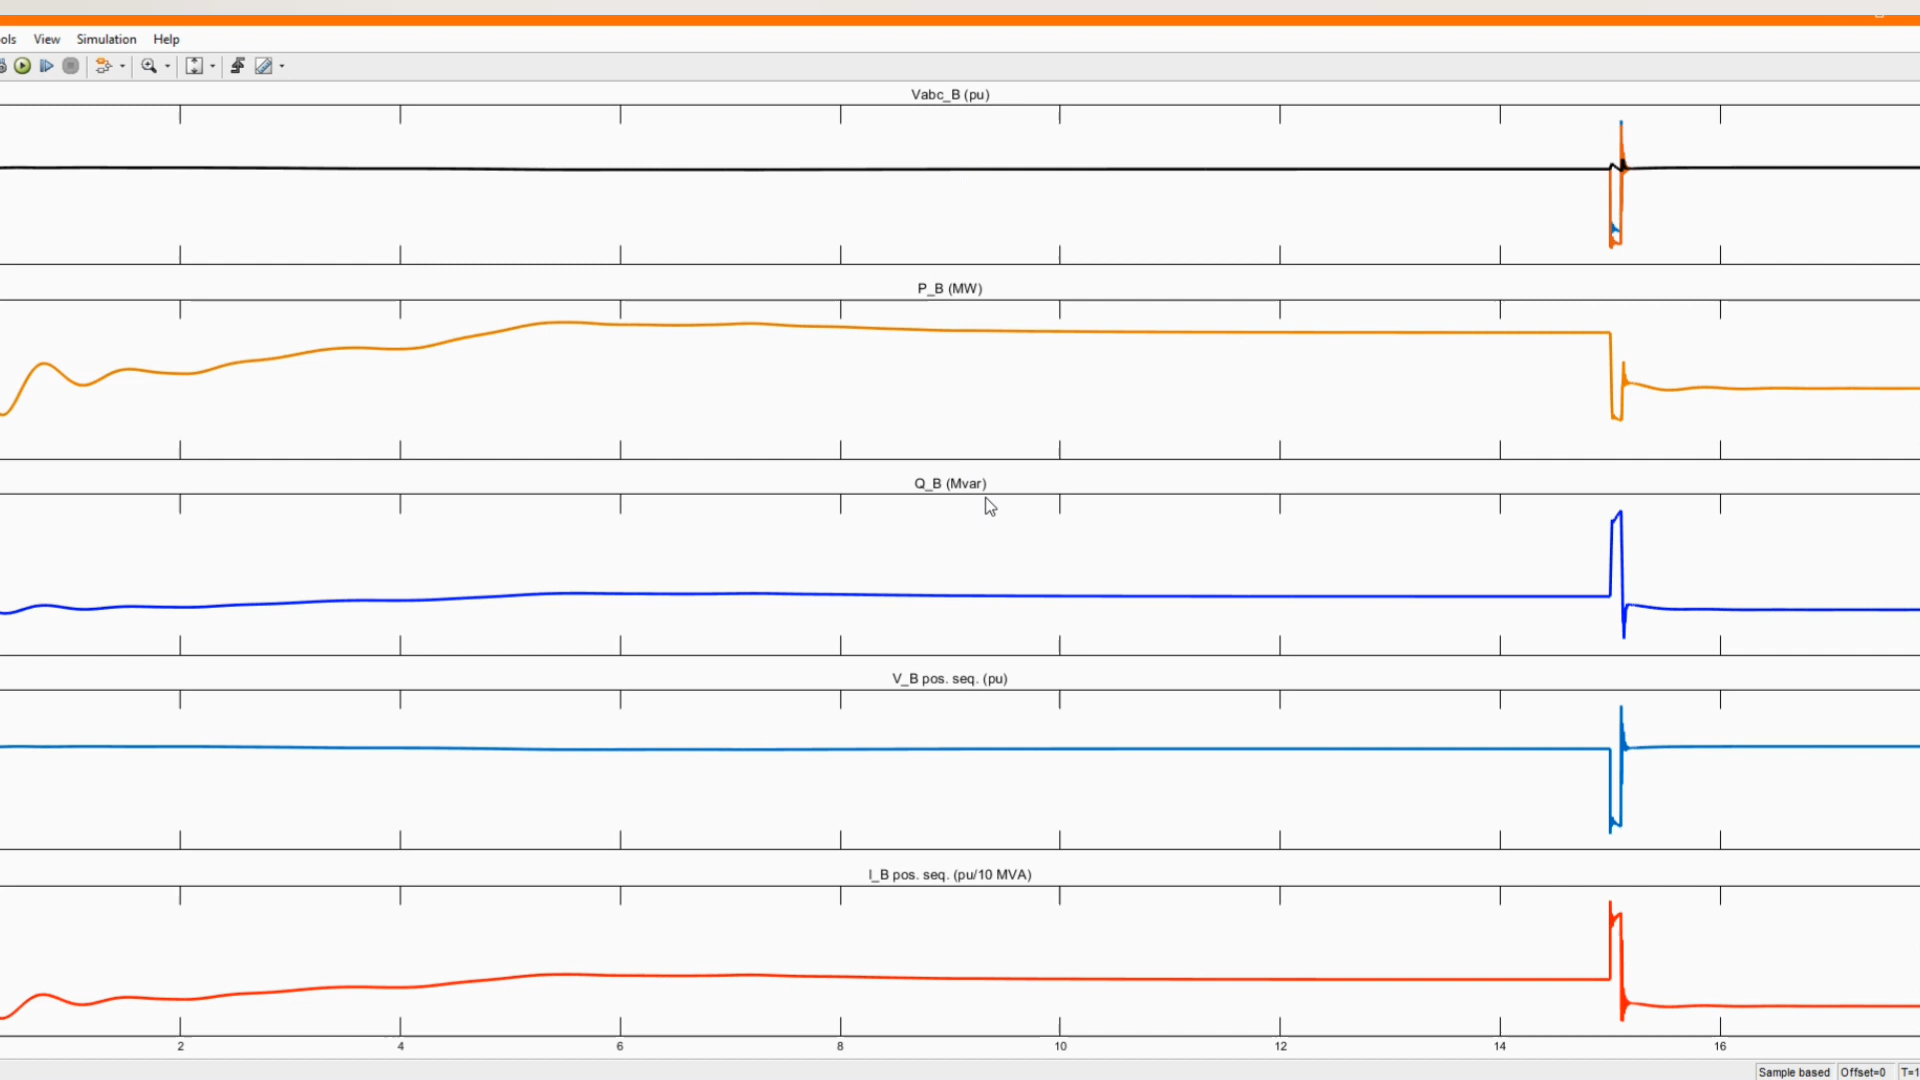 ols View Simulation Help
Vabc_B (pu)
P_B (MW)
Q_B (Mvar)
V_B pos. seq. (pu)
I_B pos. seq. (pu/10 MVA)
2 4 6 8 10 12 14 16
Sample based Offset=0 T=1